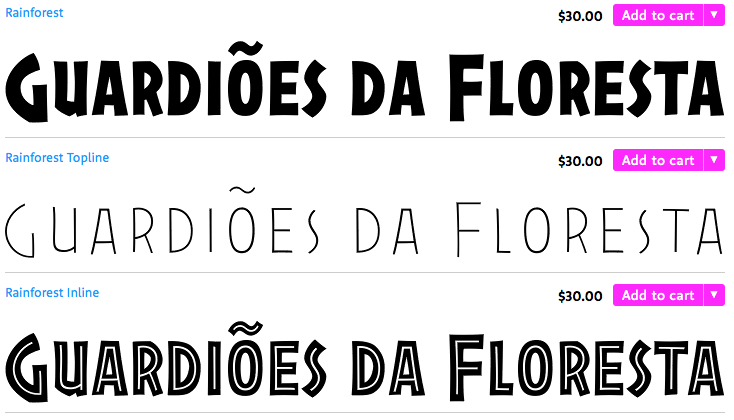 Rainforest $30.00 Add to cart ▼
Guardiões da Floresta
Rainforest Topline $30.00 Add to cart ▼
Guardiões da Floresta
Rainforest Inline $30.00 Add to cart ▼
Guardiões da Floresta